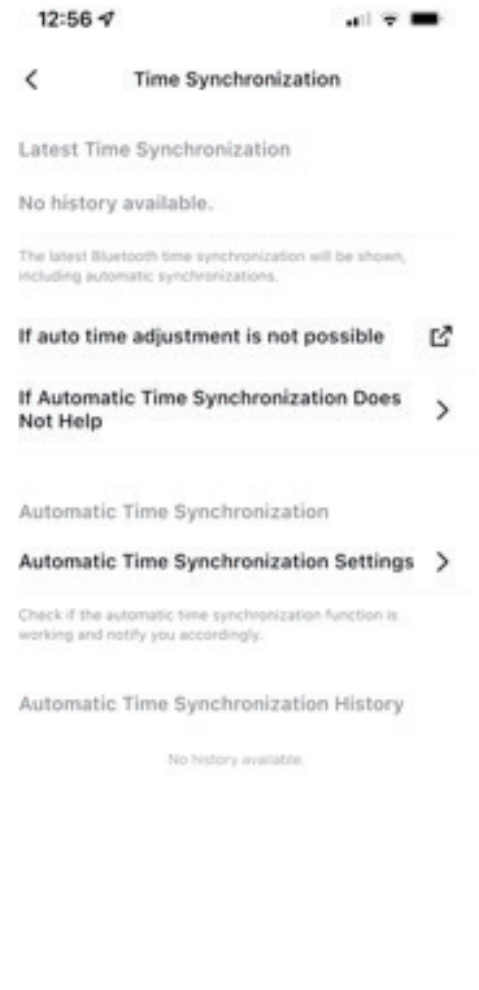 12:56
Time Synchronization
Latest Time Synchronization
No history available.
The latest Bluetooth time synchronization will be shown,
including automatic synchronizations.
If auto time adjustment is not possible
If Automatic Time Synchronization Does
Not Help
Automatic Time Synchronization
Automatic Time Synchronization Settings
Check if the automatic time synchronization function is
working and notify you accordingly.
Automatic Time Synchronization History
No history available.